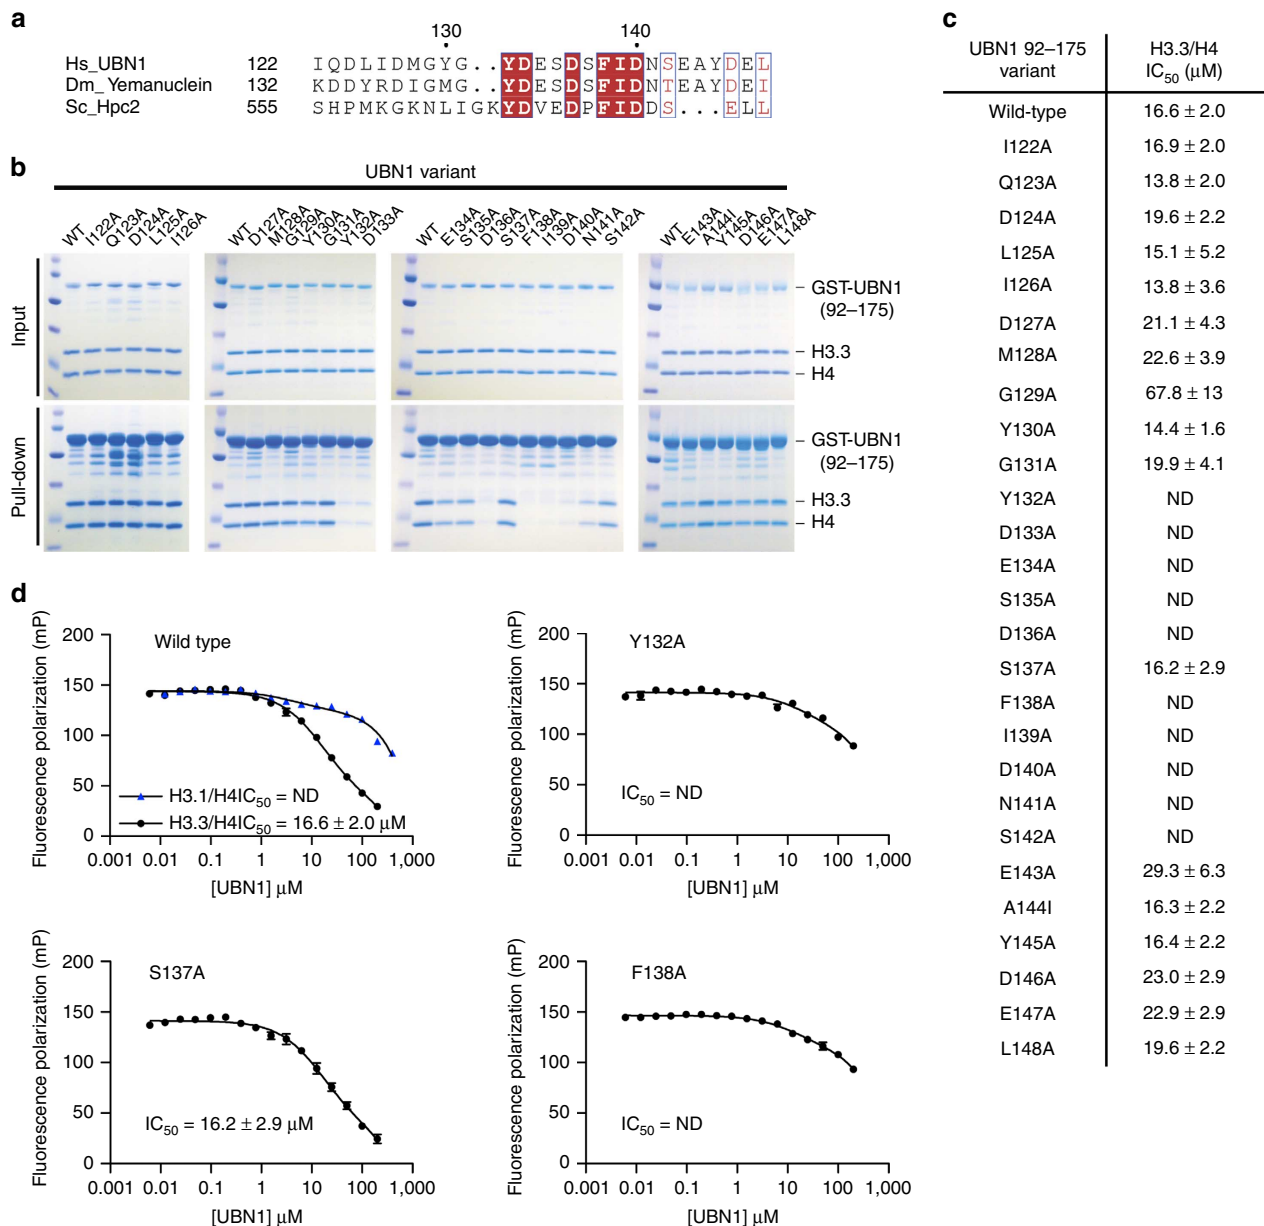 a
130 140
Hs_UBN1 122 IQDLIDMGYG..YDESDSFIDNSEAYDEL
Dm_Yemanuclein 132 KDDYRDIGMG..YDESDSFIDNTEAYDEI
Sc_Hpc2 555 SHPMKGKNLIGKYDVEDPFIDDS...ELL
b
UBN1 variant
WT I122A Q123A D124A L125A I126A
WT D127A M128A G129A Y130A G131A Y132A D133A
WT E134A S135A D136A S137A F138A I139A D140A N141A S142A
WT E143A A144I Y145A D146A E147A L148A
Input
GST-UBN1
(92–175)
H3.3
H4
Pull-down
GST-UBN1
(92–175)
H3.3
H4
c
UBN1 92–175 variant H3.3/H4 IC50 (μM)
Wild-type 16.6 ± 2.0
I122A 16.9 ± 2.0
Q123A 13.8 ± 2.0
D124A 19.6 ± 2.2
L125A 15.1 ± 5.2
I126A 13.8 ± 3.6
D127A 21.1 ± 4.3
M128A 22.6 ± 3.9
G129A 67.8 ± 13
Y130A 14.4 ± 1.6
G131A 19.9 ± 4.1
Y132A ND
D133A ND
E134A ND
S135A ND
D136A ND
S137A 16.2 ± 2.9
F138A ND
I139A ND
D140A ND
N141A ND
S142A ND
E143A 29.3 ± 6.3
A144I 16.3 ± 2.2
Y145A 16.4 ± 2.2
D146A 23.0 ± 2.9
E147A 22.9 ± 2.9
L148A 19.6 ± 2.2
d
Fluorescence polarization (mP)
200
150
100
50
0
Wild type
H3.1/H4IC50 = ND
H3.3/H4IC50 = 16.6 ± 2.0 μM
0.001 0.01 0.1 1 10 100 1,000
[UBN1] μM
Fluorescence polarization (mP)
200
150
100
50
0
Y132A
IC50 = ND
0.001 0.01 0.1 1 10 100 1,000
[UBN1] μM
Fluorescence polarization (mP)
200
150
100
50
0
S137A
IC50 = 16.2 ± 2.9 μM
0.001 0.01 0.1 1 10 100 1,000
[UBN1] μM
Fluorescence polarization (mP)
200
150
100
50
0
F138A
IC50 = ND
0.001 0.01 0.1 1 10 100 1,000
[UBN1] μM